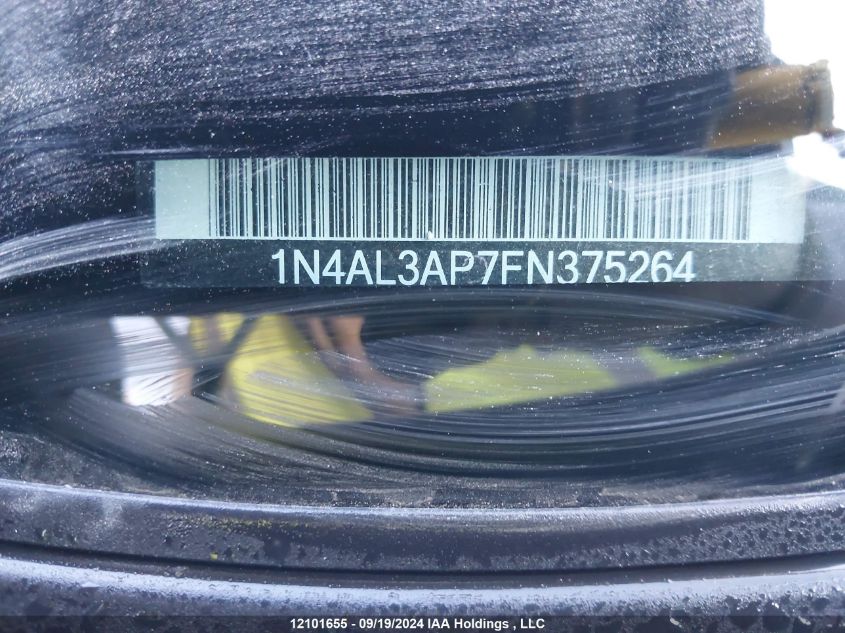 1N4AL3AP7FN375264
12101655 - 09/19/2024 IAA Holdings , LLC